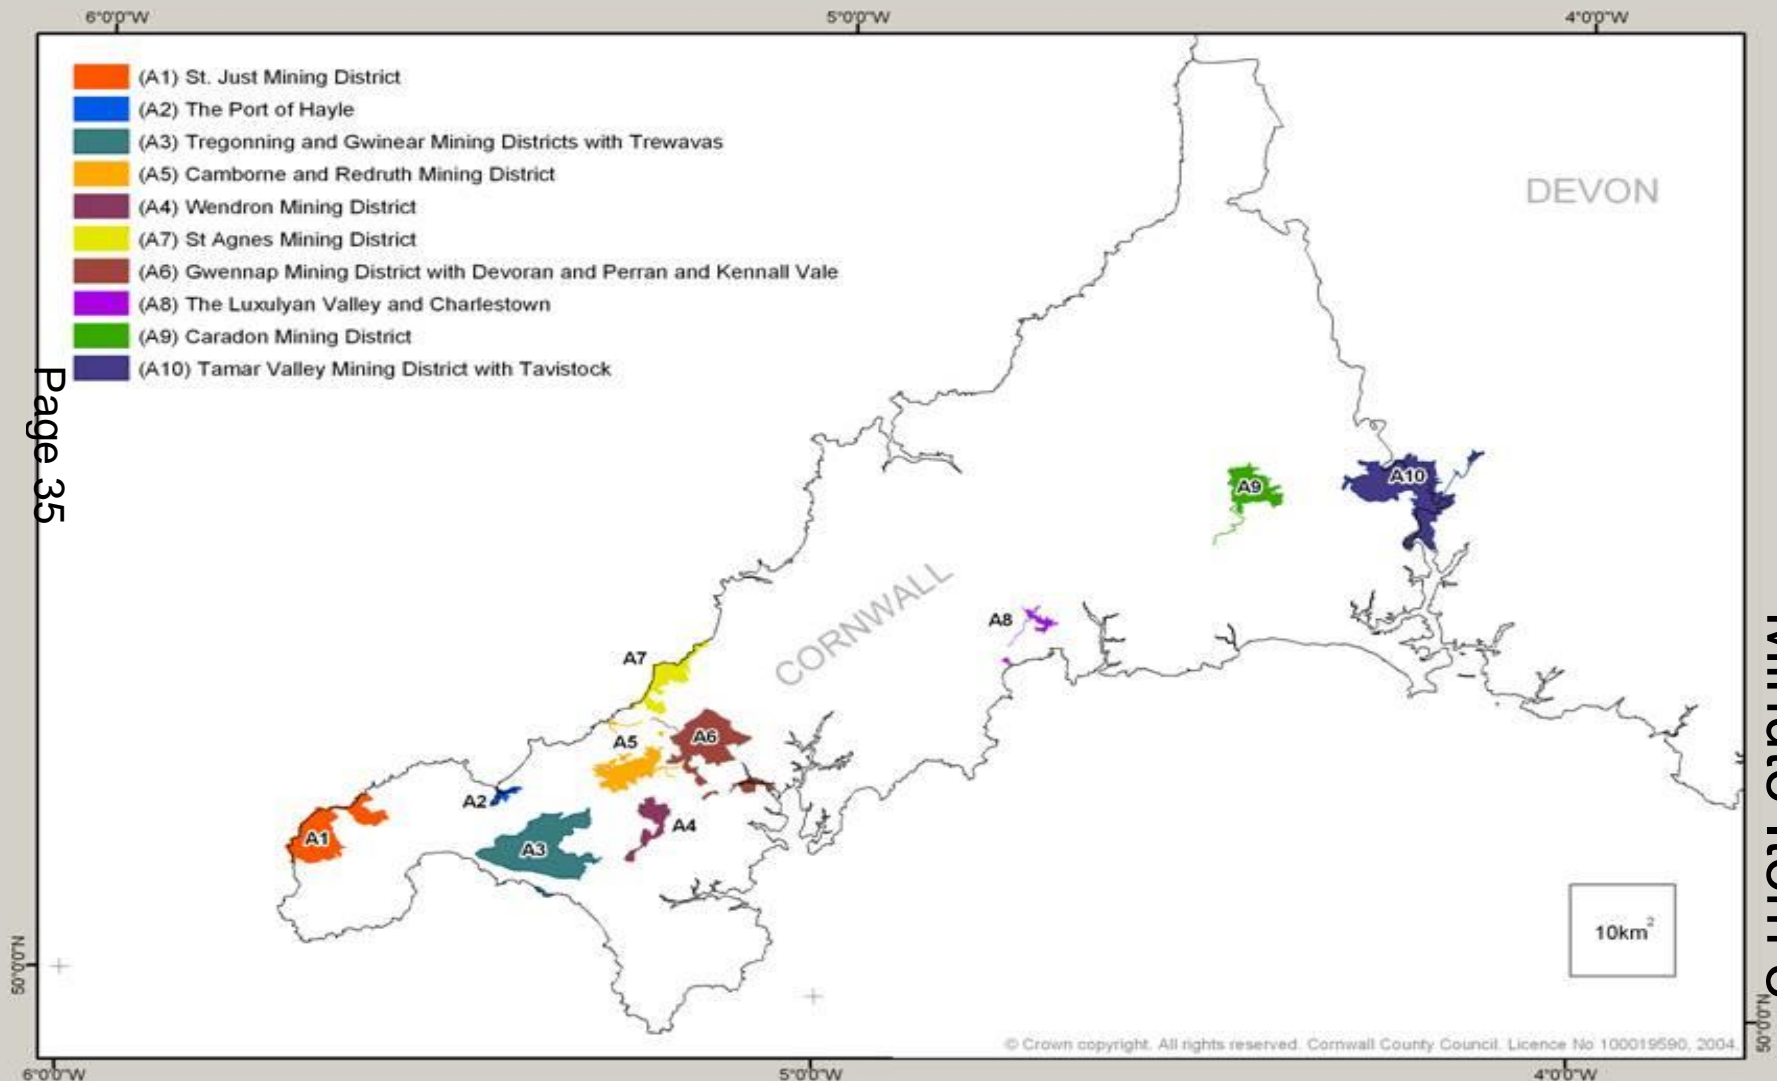 6°0'0"W
5°0'0"W
4°0'0"W
(A1) St. Just Mining District
(A2) The Port of Hayle
(A3) Tregonning and Gwinear Mining Districts with Trewavas
(A5) Camborne and Redruth Mining District
(A4) Wendron Mining District
(A7) St Agnes Mining District
(A6) Gwennap Mining District with Devoran and Perran and Kennall Vale
(A8) The Luxulyan Valley and Charlestown
(A9) Caradon Mining District
(A10) Tamar Valley Mining District with Tavistock
DEVON
Page 35
A10
A9
CORNWALL
A8
A7
A5
A6
A2
A4
A1
A3
10km²
50°0'0"N
50°0'0"N
© Crown copyright. All rights reserved. Cornwall County Council. Licence No 100019590, 2004.
6°0'0"W
5°0'0"W
4°0'0"W